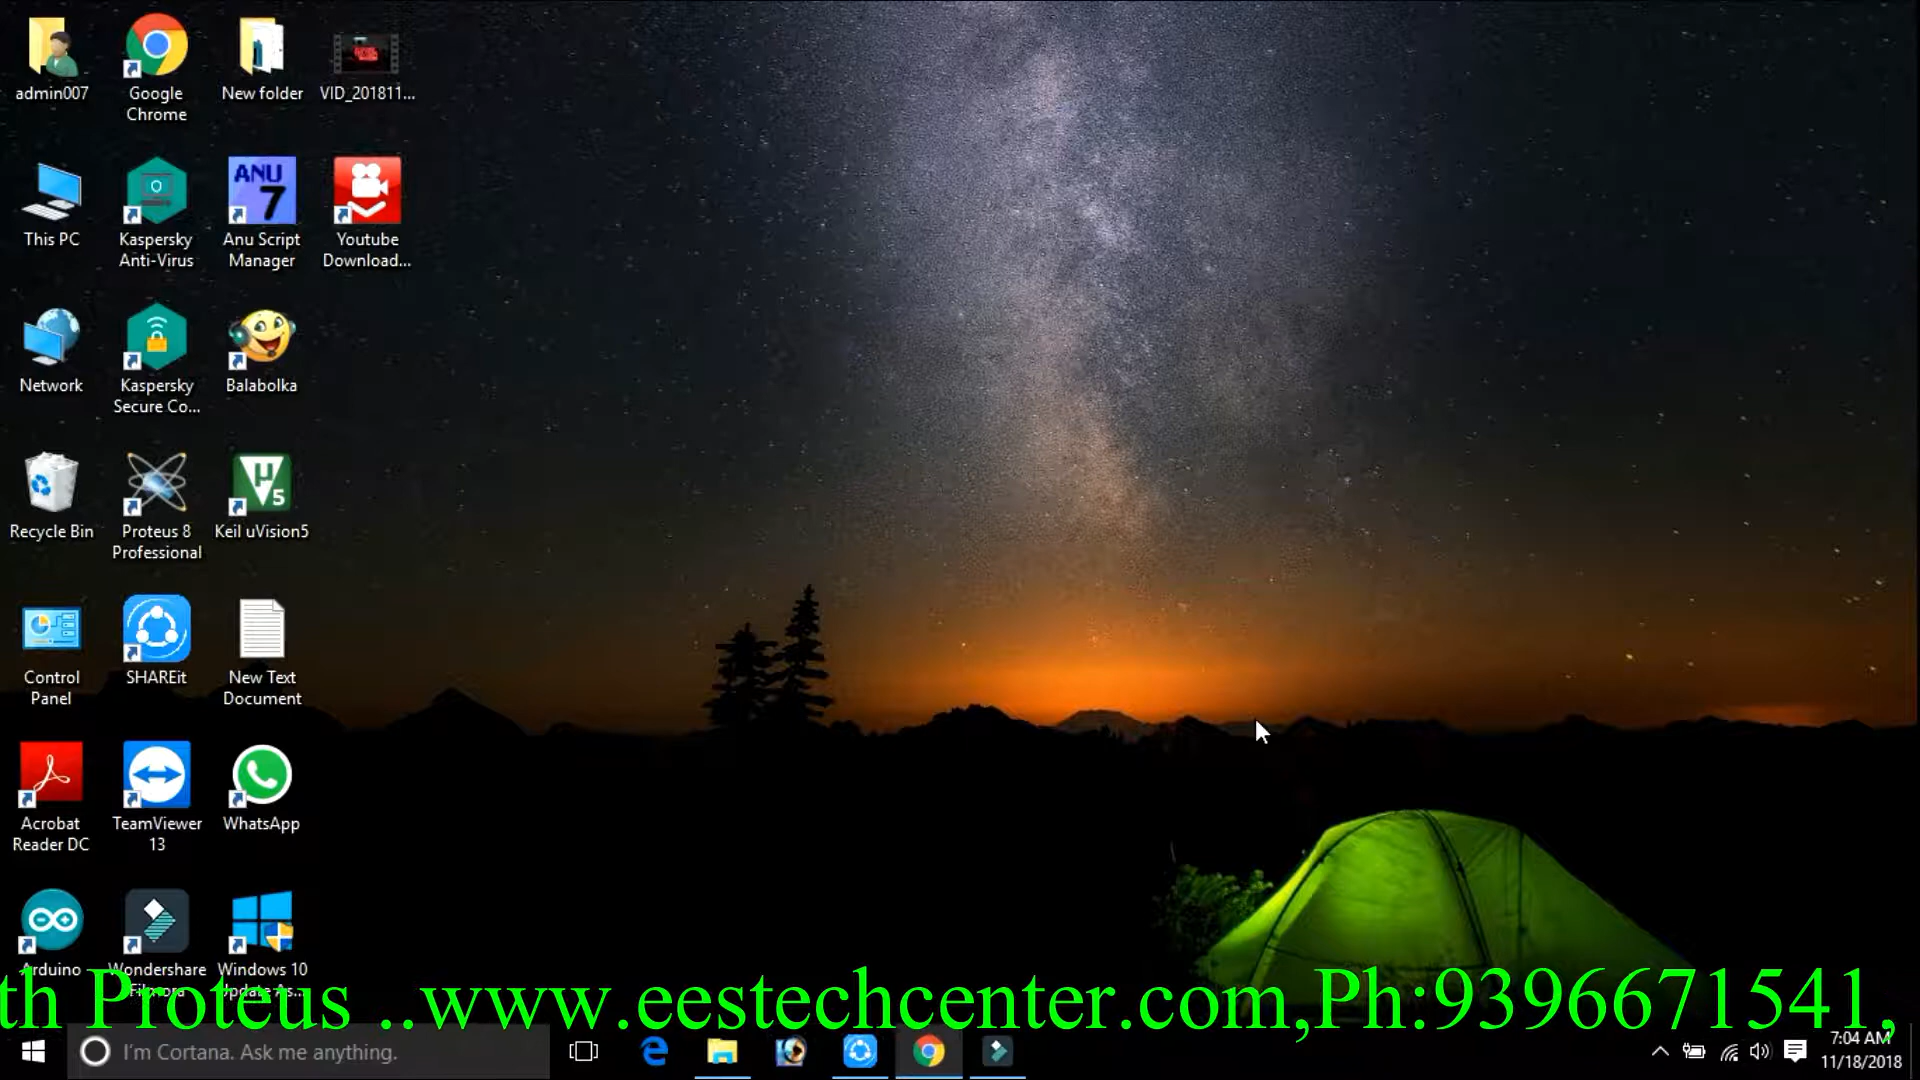 admin007
Google
Chrome
New folder
VID_201811...
This PC
Kaspersky
Anti-Virus
ANU
7
Anu Script
Manager
Youtube
Download...
Network
Kaspersky
Secure Co...
Balabolka
Recycle Bin
Proteus 8
Professional
µ
5
Keil uVision5
Control
Panel
SHAREit
New Text
Document
Acrobat
Reader DC
TeamViewer
13
WhatsApp
Arduino
Wondershare
Filmora
Windows 10
Update As...
th Proteus ..www.eestechcenter.com,Ph:9396671541,
I'm Cortana. Ask me anything.
7:04 AM
11/18/2018